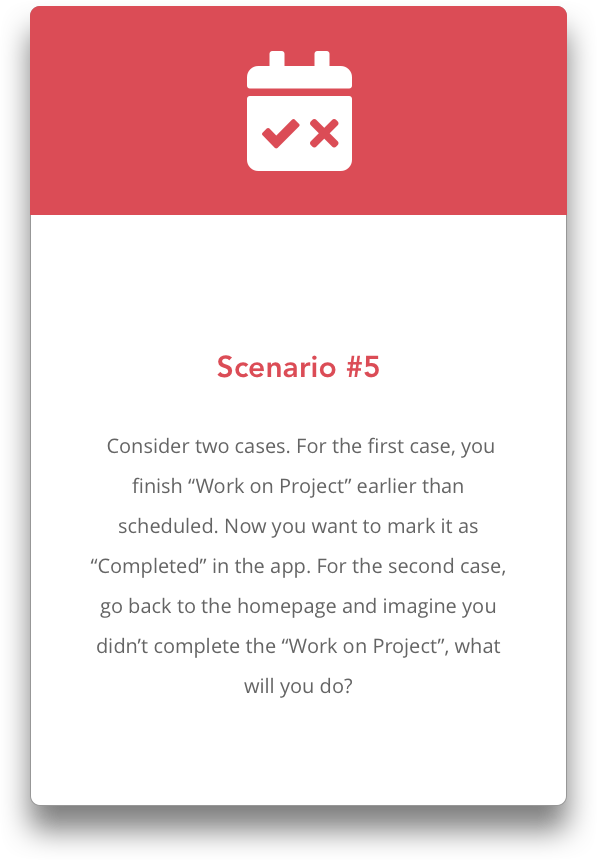 Scenario #5
Consider two cases. For the first case, you
finish “Work on Project” earlier than
scheduled. Now you want to mark it as
“Completed” in the app. For the second case,
go back to the homepage and imagine you
didn’t complete the “Work on Project”, what
will you do?